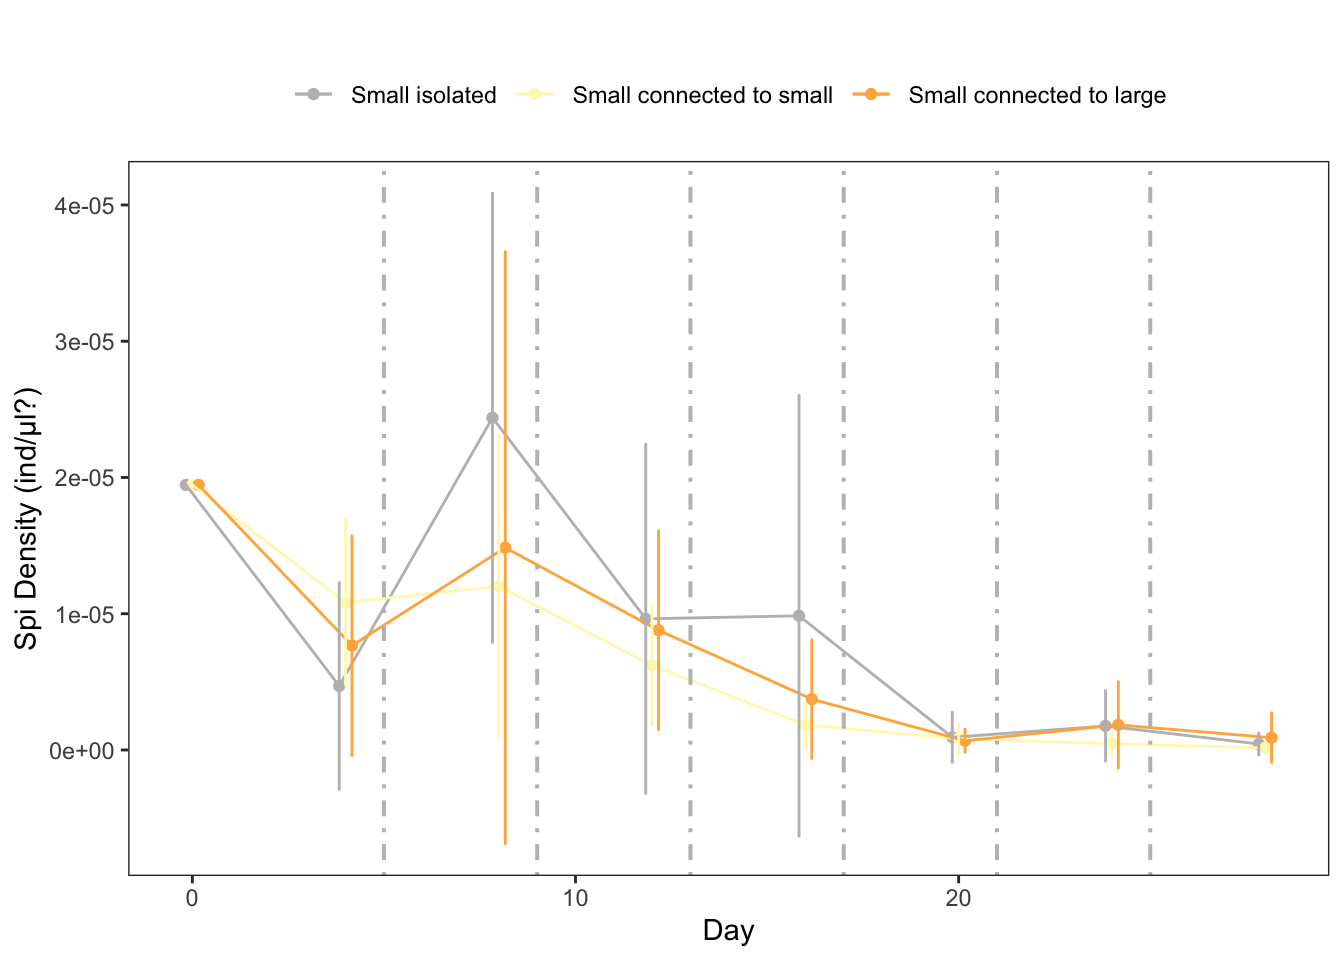 Small isolated Small connected to small Small connected to large
4e-05
3e-05
2e-05
1e-05
0e+00
Spi Density (ind/µl?)
0 10 20
Day